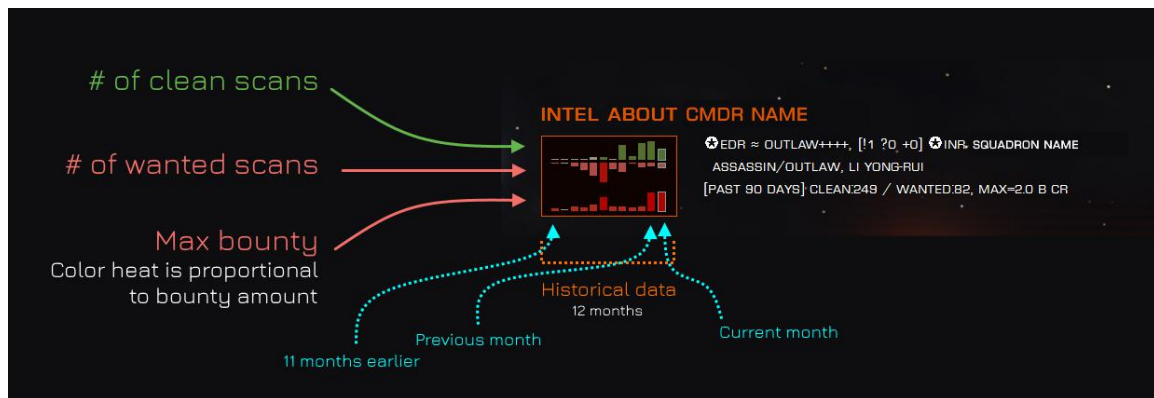 # of clean scans
# of wanted scans
Max bounty
Color heat is proportional
to bounty amount
INTEL ABOUT CMDR NAME
EDR ≈ OUTLAW++++, [!1 ?0 +0] INR SQUADRON NAME
ASSASSIN/OUTLAW, LI YONG-RUI
[PAST 90 DAYS]: CLEAN:249 / WANTED:82, MAX=2.0 B CR
Historical data
12 months
11 months earlier
Previous month
Current month